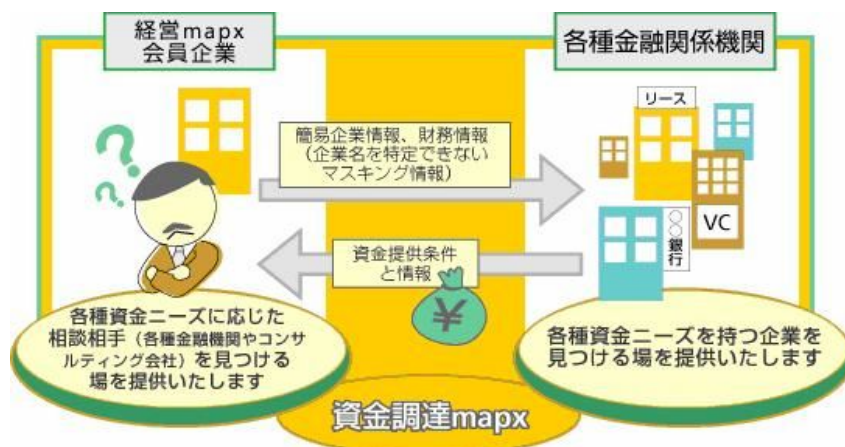 経営mapx
会員企業
各種金融関係機関
リース
簡易企業情報、財務情報
（企業名を特定できない
マスキング情報）
VC
〇〇銀行
資金提供条件
と情報
¥
各種資金ニーズに応じた
相談相手（各種金融機関やコンサ
ルティング会社）を見つける
場を提供いたします
各種資金ニーズを持つ企業を
見つける場を提供いたします
資金調達mapx